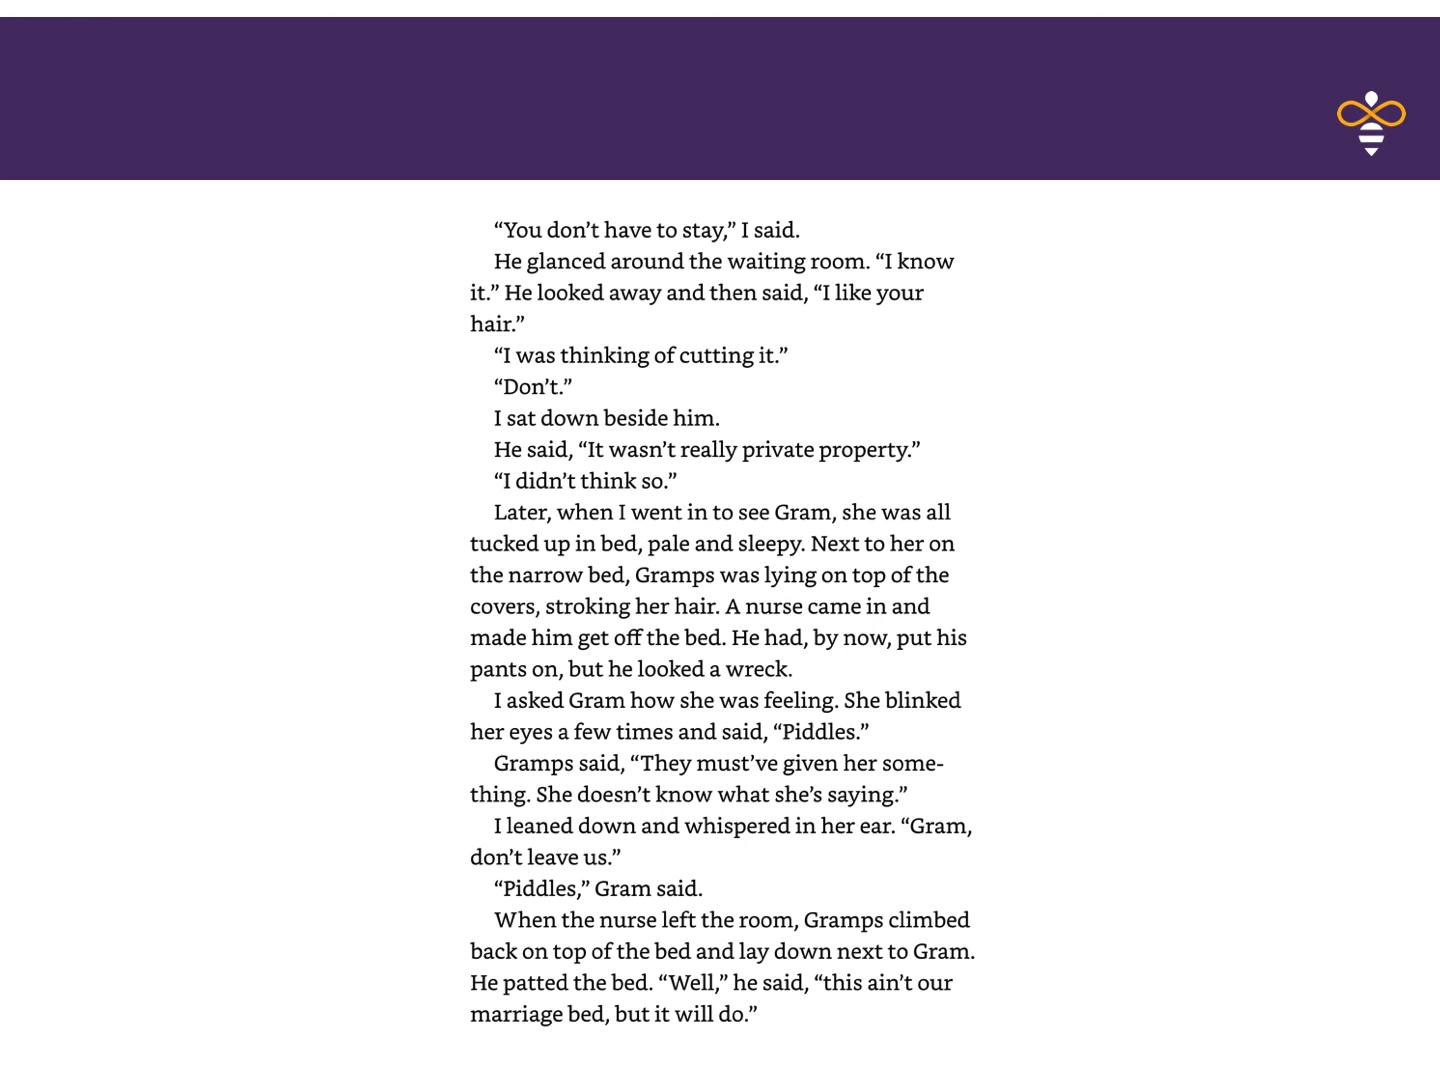 “You don’t have to stay,” I said.
He glanced around the waiting room. “I know
it.” He looked away and then said, “I like your
hair.”
“I was thinking of cutting it.”
“Don’t.”
I sat down beside him.
He said, “It wasn’t really private property.”
“I didn’t think so.”
Later, when I went in to see Gram, she was all
tucked up in bed, pale and sleepy. Next to her on
the narrow bed, Gramps was lying on top of the
covers, stroking her hair. A nurse came in and
made him get off the bed. He had, by now, put his
pants on, but he looked a wreck.
I asked Gram how she was feeling. She blinked
her eyes a few times and said, “Piddles.”
Gramps said, “They must’ve given her some-
thing. She doesn’t know what she’s saying.”
I leaned down and whispered in her ear. “Gram,
don’t leave us.”
“Piddles,” Gram said.
When the nurse left the room, Gramps climbed
back on top of the bed and lay down next to Gram.
He patted the bed. “Well,” he said, “this ain’t our
marriage bed, but it will do.”